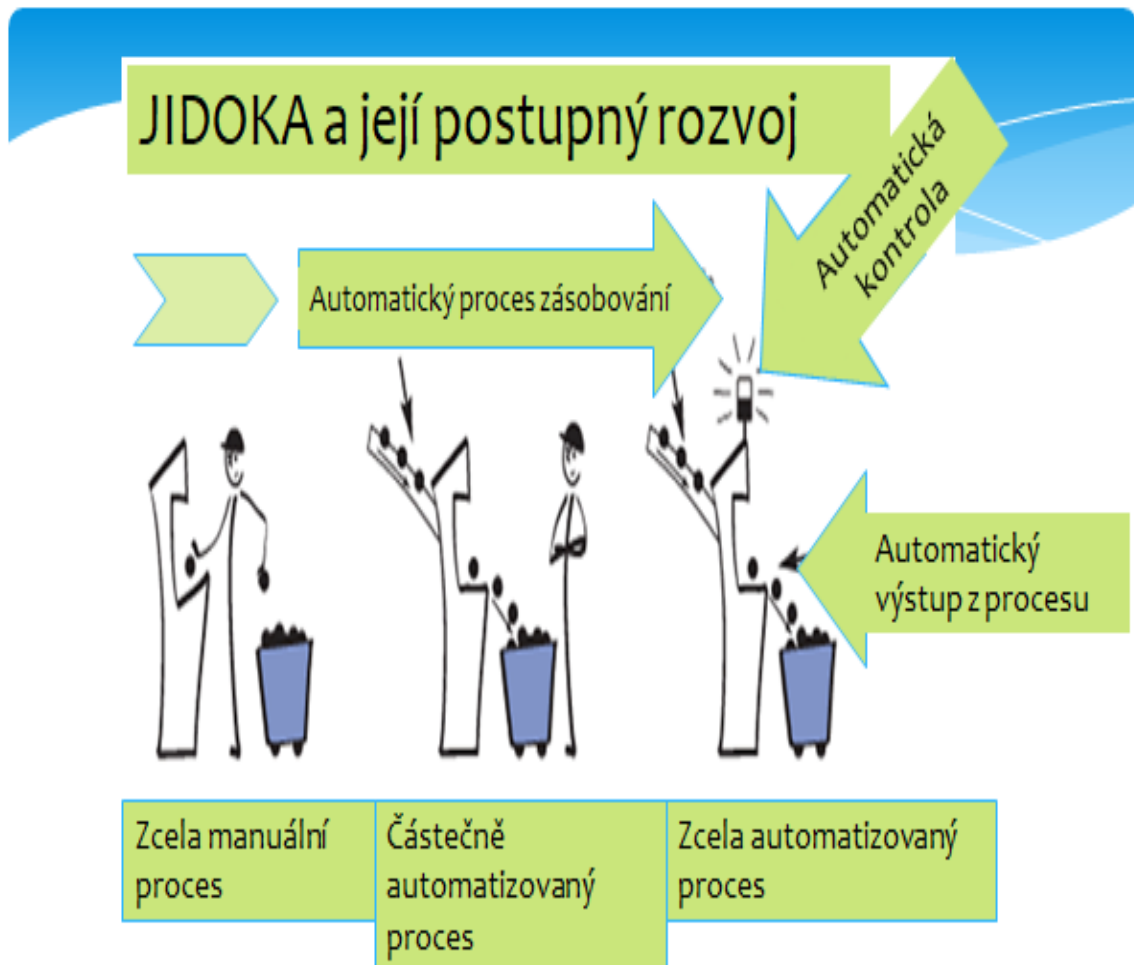 JIDOKA a její postupný rozvoj
Automatická
kontrola
Automatický proces zásobování
Automatický
výstup z procesu
Zcela manuální
proces
Částečně
automatizovaný
proces
Zcela automatizovaný
proces